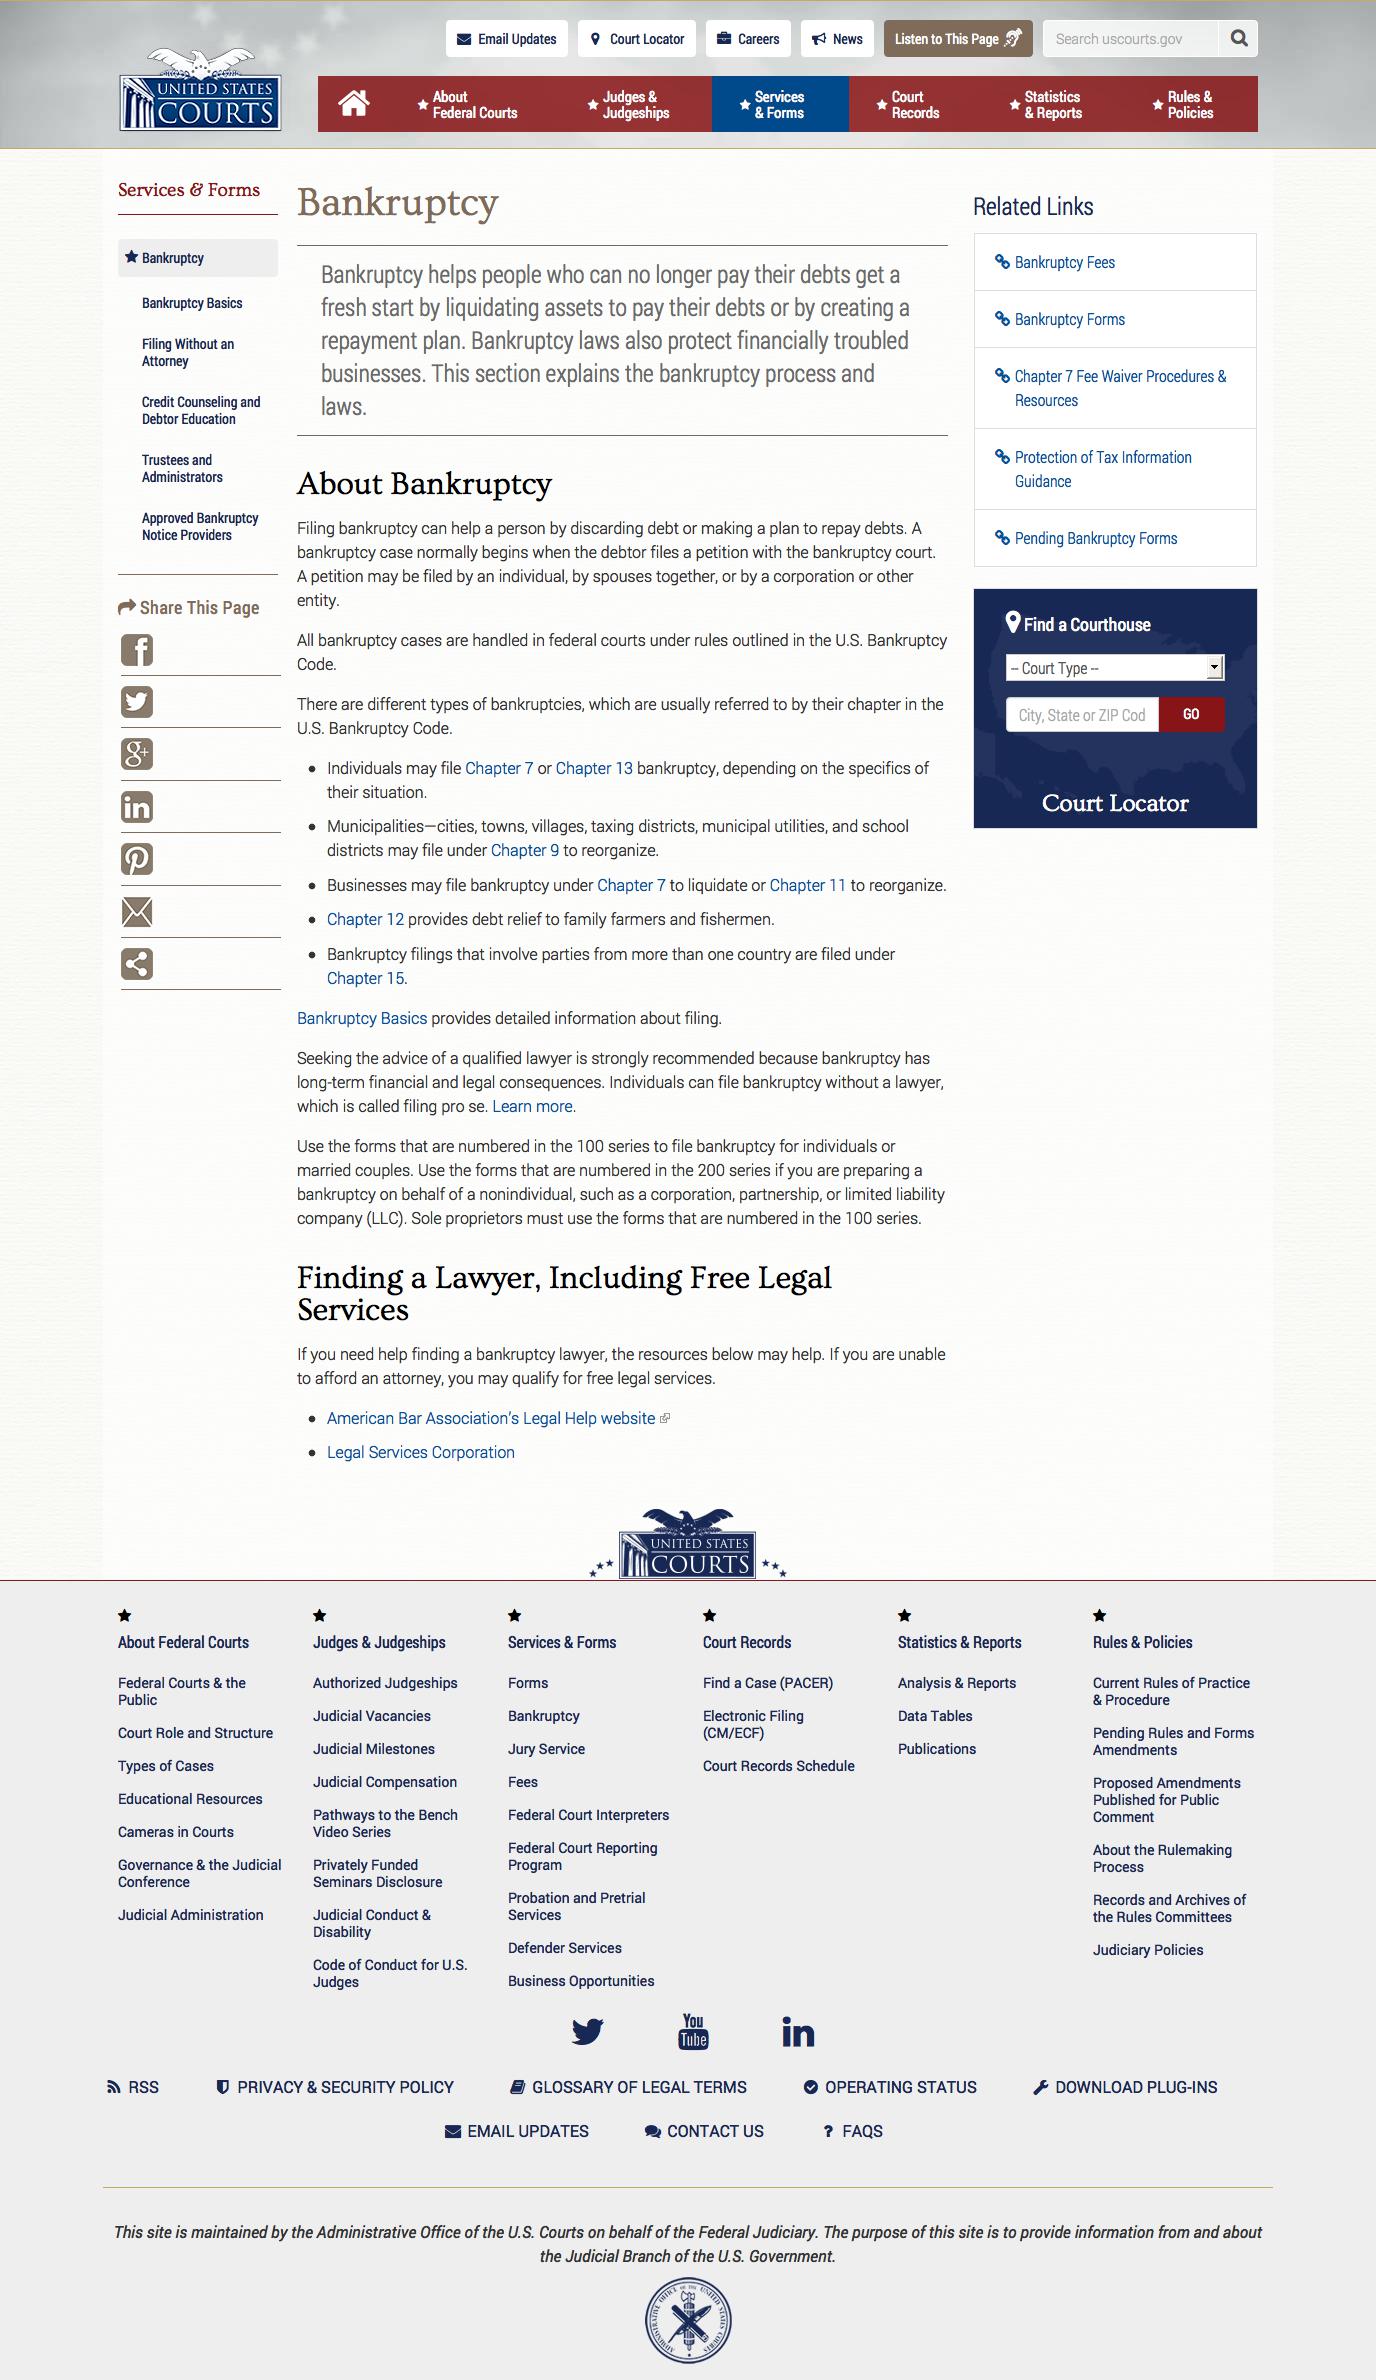 Email Updates
Court Locator
Careers
News
Listen to This Page
Search uscourts.gov
UNITED STATES
COURTS
About
Federal Courts
Judges &
Judgeships
Services
& Forms
Court
Records
Statistics
& Reports
Rules &
Policies
Services & Forms
Bankruptcy
Bankruptcy Basics
Filing Without an
Attorney
Credit Counseling and
Debtor Education
Trustees and
Administrators
Approved Bankruptcy
Notice Providers
Share This Page
Bankruptcy
Bankruptcy helps people who can no longer pay their debts get a
fresh start by liquidating assets to pay their debts or by creating a
repayment plan. Bankruptcy laws also protect financially troubled
businesses. This section explains the bankruptcy process and
laws.
About Bankruptcy
Filing bankruptcy can help a person by discarding debt or making a plan to repay debts. A
bankruptcy case normally begins when the debtor files a petition with the bankruptcy court.
A petition may be filed by an individual, by spouses together, or by a corporation or other
entity.
All bankruptcy cases are handled in federal courts under rules outlined in the U.S. Bankruptcy
Code.
There are different types of bankruptcies, which are usually referred to by their chapter in the
U.S. Bankruptcy Code.
Individuals may file Chapter 7 or Chapter 13 bankruptcy, depending on the specifics of
their situation.
Municipalities—cities, towns, villages, taxing districts, municipal utilities, and school
districts may file under Chapter 9 to reorganize.
Businesses may file bankruptcy under Chapter 7 to liquidate or Chapter 11 to reorganize.
Chapter 12 provides debt relief to family farmers and fishermen.
Bankruptcy filings that involve parties from more than one country are filed under
Chapter 15.
Bankruptcy Basics provides detailed information about filing.
Seeking the advice of a qualified lawyer is strongly recommended because bankruptcy has
long-term financial and legal consequences. Individuals can file bankruptcy without a lawyer,
which is called filing pro se. Learn more.
Use the forms that are numbered in the 100 series to file bankruptcy for individuals or
married couples. Use the forms that are numbered in the 200 series if you are preparing a
bankruptcy on behalf of a nonindividual, such as a corporation, partnership, or limited liability
company (LLC). Sole proprietors must use the forms that are numbered in the 100 series.
Finding a Lawyer, Including Free Legal
Services
If you need help finding a bankruptcy lawyer, the resources below may help. If you are unable
to afford an attorney, you may qualify for free legal services.
American Bar Association's Legal Help website
Legal Services Corporation
Related Links
Bankruptcy Fees
Bankruptcy Forms
Chapter 7 Fee Waiver Procedures &
Resources
Protection of Tax Information
Guidance
Pending Bankruptcy Forms
Find a Courthouse
-- Court Type --
City, State or ZIP Cod
GO
Court Locator
UNITED STATES
COURTS
About Federal Courts
Federal Courts & the
Public
Court Role and Structure
Types of Cases
Educational Resources
Cameras in Courts
Governance & the Judicial
Conference
Judicial Administration
Judges & Judgeships
Authorized Judgeships
Judicial Vacancies
Judicial Milestones
Judicial Compensation
Pathways to the Bench
Video Series
Privately Funded
Seminars Disclosure
Judicial Conduct &
Disability
Code of Conduct for U.S.
Judges
Services & Forms
Forms
Bankruptcy
Jury Service
Fees
Federal Court Interpreters
Federal Court Reporting
Program
Probation and Pretrial
Services
Defender Services
Business Opportunities
Court Records
Find a Case (PACER)
Electronic Filing
(CM/ECF)
Court Records Schedule
Statistics & Reports
Analysis & Reports
Data Tables
Publications
Rules & Policies
Current Rules of Practice
& Procedure
Pending Rules and Forms
Amendments
Proposed Amendments
Published for Public
Comment
About the Rulemaking
Process
Records and Archives of
the Rules Committees
Judiciary Policies
You
Tube
RSS
PRIVACY & SECURITY POLICY
GLOSSARY OF LEGAL TERMS
OPERATING STATUS
DOWNLOAD PLUG-INS
EMAIL UPDATES
CONTACT US
FAQS
This site is maintained by the Administrative Office of the U.S. Courts on behalf of the Federal Judiciary. The purpose of this site is to provide information from and about
the Judicial Branch of the U.S. Government.
ADMINISTRATIVE OFFICE OF THE UNITED STATES COURTS